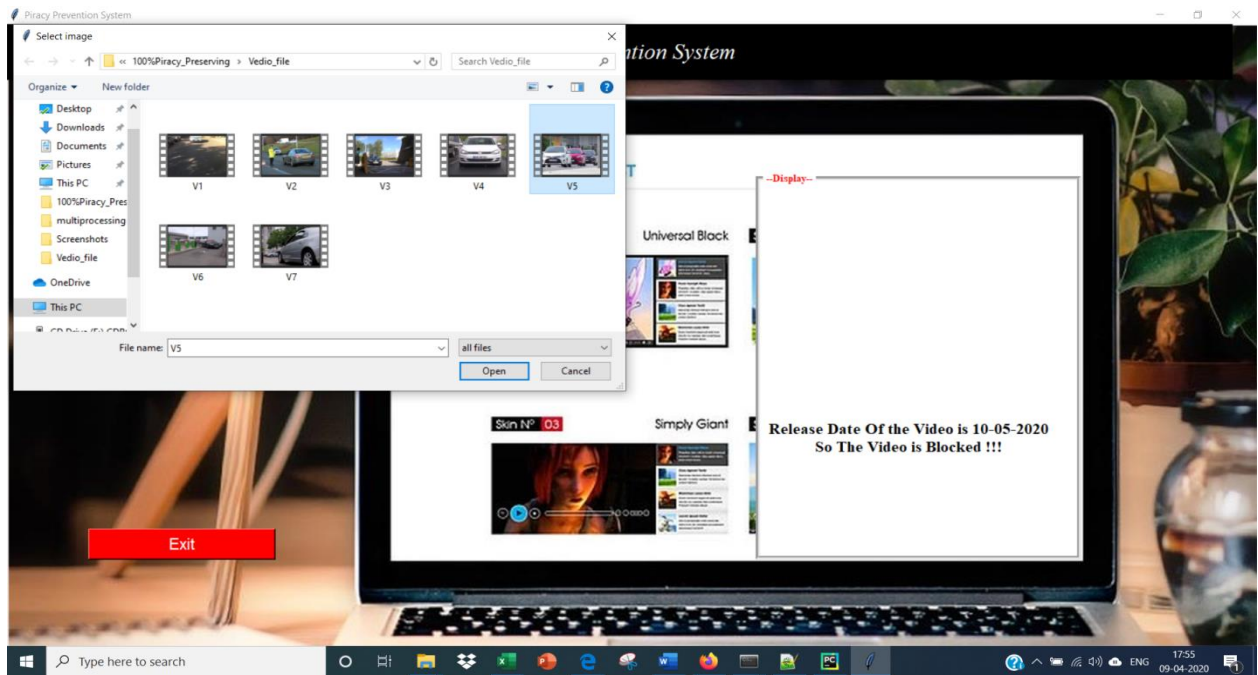 Piracy Prevention System
Select image
« 100%Piracy_Preserving › Vedio_file
Search Vedio_file
Organize
New folder
Desktop
Downloads
Documents
Pictures
This PC
100%Piracy_Pres
multiprocessing
Screenshots
Vedio_file
OneDrive
This PC
V1
V2
V3
V4
V5
V6
V7
File name: V5
all files
Open
Cancel
ntion System
T
Universal Black
--Display--
Skin Nº 03
Simply Giant
Release Date Of the Video is 10-05-2020
So The Video is Blocked !!!
Exit
Type here to search
ENG
17:55
09-04-2020